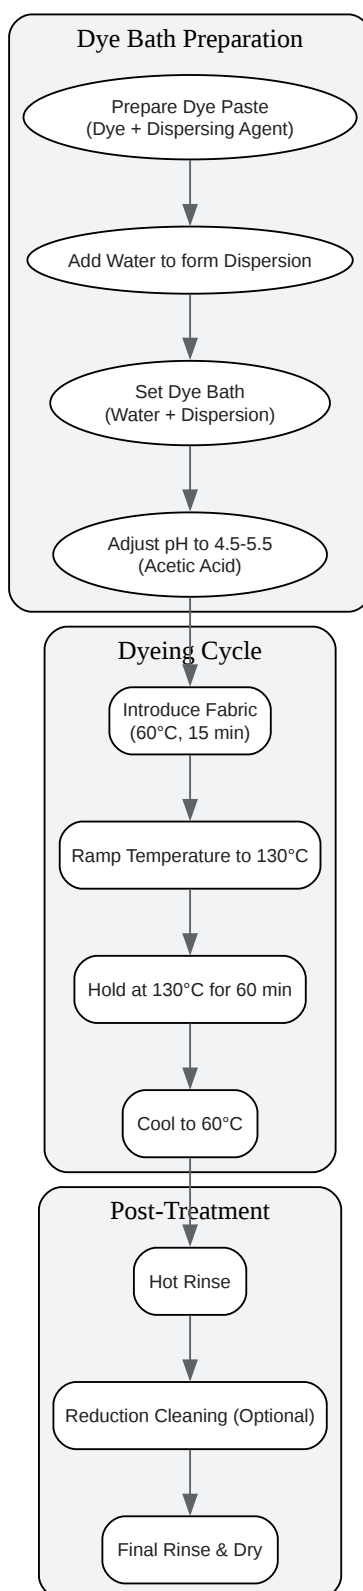 Dye Bath Preparation
Prepare Dye Paste
(Dye + Dispersing Agent)
Add Water to form Dispersion
Set Dye Bath
(Water + Dispersion)
Adjust pH to 4.5-5.5
(Acetic Acid)
Dyeing Cycle
Introduce Fabric
(60°C, 15 min)
Ramp Temperature to 130°C
Hold at 130°C for 60 min
Cool to 60°C
Post-Treatment
Hot Rinse
Reduction Cleaning (Optional)
Final Rinse & Dry